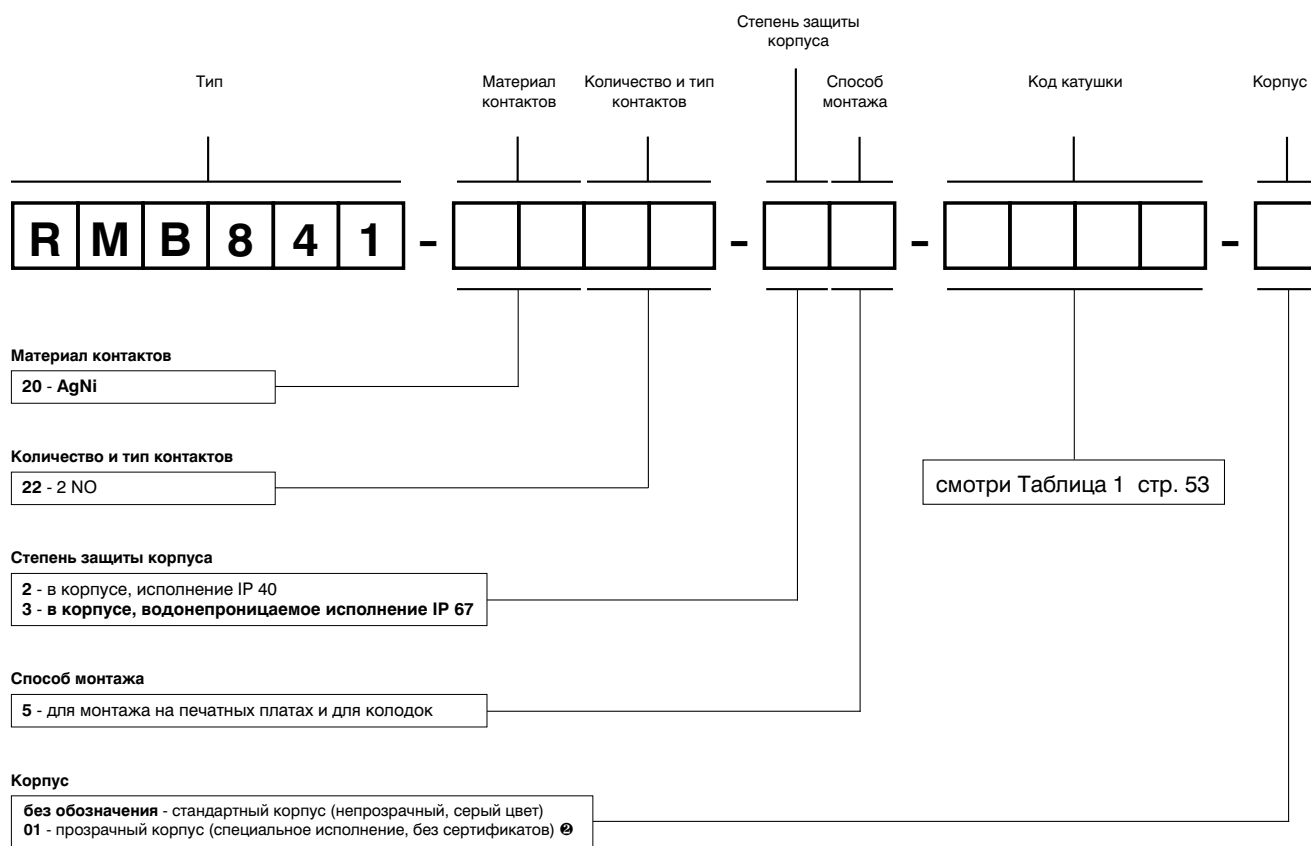 Степень защиты
корпуса
Тип
Материал
контактов
Количество и тип
контактов
Способ
монтажа
Код катушки
Корпус
R M B 8 4 1 - - - -
Материал контактов
20 - AgNi
Количество и тип контактов
22 - 2 NO
смотри Таблица 1 стр. 53
Степень защиты корпуса
2 - в корпусе, исполнение IP 40
3 - в корпусе, водонепроницаемое исполнение IP 67
Способ монтажа
5 - для монтажа на печатных платах и для колодок
Корпус
без обозначения - стандартный корпус (непрозрачный, серый цвет)
01 - прозрачный корпус (специальное исполнение, без сертификатов) ❷